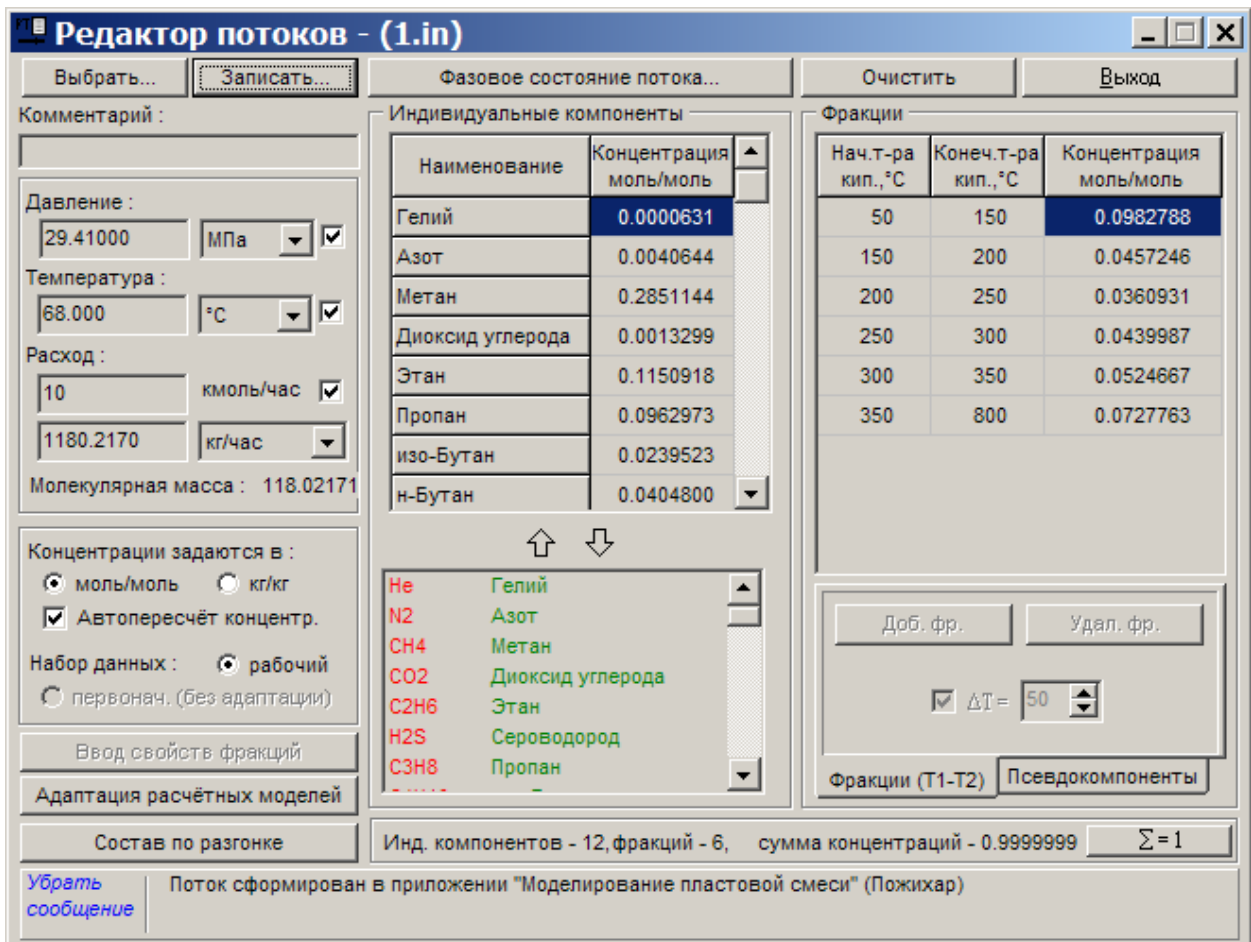 Редактор потоков - (1.in)
Выбрать... Записать... Фазовое состояние потока... Очистить Выход
Комментарий :
Давление :
29.41000 МПа
Температура :
68.000 °C
Расход :
10 кмоль/час
1180.2170 кг/час
Молекулярная масса : 118.02171
Концентрации задаются в :
моль/моль кг/кг
Автопересчёт концентр.
Набор данных : рабочий
первонач. (без адаптации)
Ввод свойств фракций
Адаптация расчётных моделей
Состав по разгонке
Индивидуальные компоненты
Наименование Концентрация моль/моль
Гелий 0.0000631
Азот 0.0040644
Метан 0.2851144
Диоксид углерода 0.0013299
Этан 0.1150918
Пропан 0.0962973
изо-Бутан 0.0239523
н-Бутан 0.0404800
He Гелий
N2 Азот
CH4 Метан
CO2 Диоксид углерода
C2H6 Этан
H2S Сероводород
C3H8 Пропан
Фракции
Нач.т-ра кип.,°C Конеч.т-ра кип.,°C Концентрация моль/моль
50 150 0.0982788
150 200 0.0457246
200 250 0.0360931
250 300 0.0439987
300 350 0.0524667
350 800 0.0727763
Доб. фр. Удал. фр.
ΔT= 50
Фракции (T1-T2) Псевдокомпоненты
Инд. компонентов - 12, фракций - 6, сумма концентраций - 0.9999999 Σ=1
Убрать сообщение
Поток сформирован в приложении "Моделирование пластовой смеси" (Пожихар)